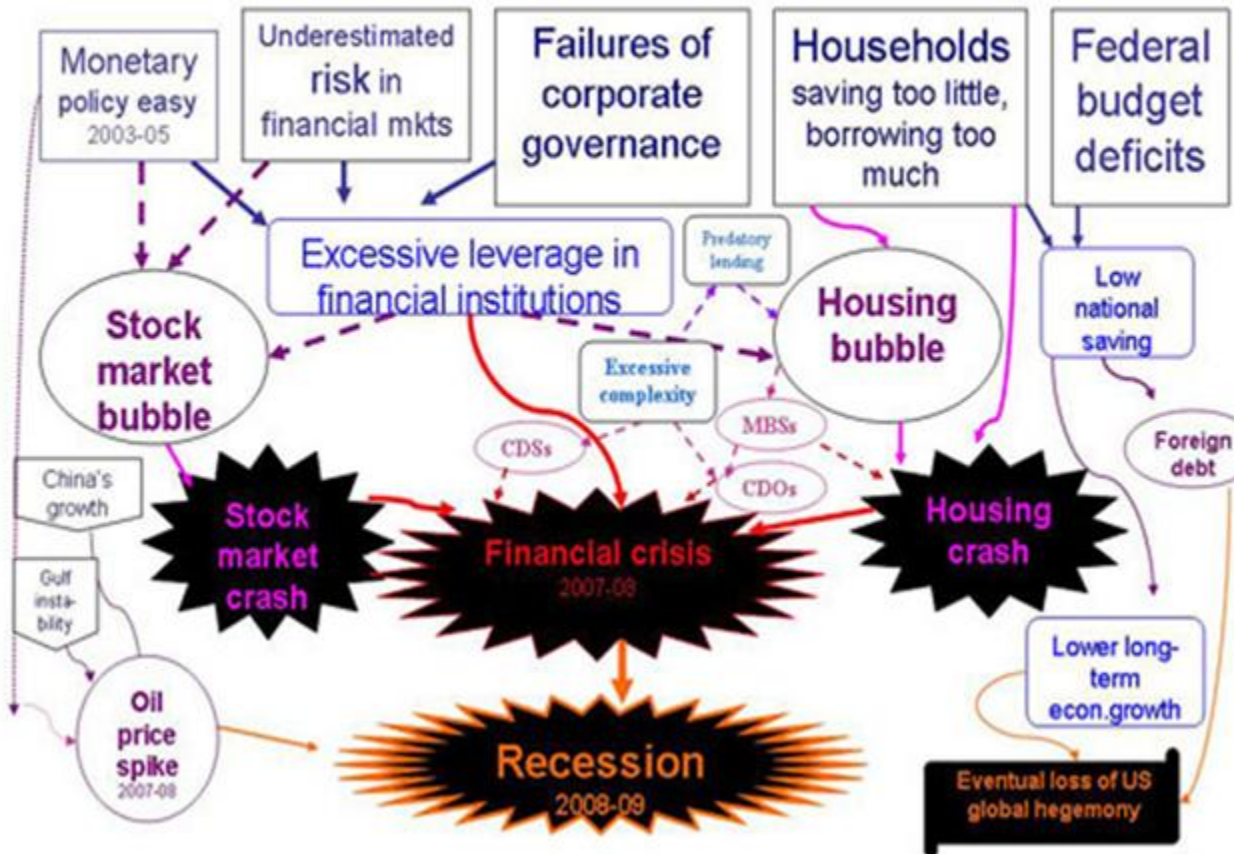 Monetary
policy easy
2003-05
Underestimated
risk in
financial mkts
Failures of
corporate
governance
Households
saving too little,
borrowing too
much
Federal
budget
deficits
Excessive leverage in
financial institutions
Predatory
lending
Low
national
saving
Stock
market
bubble
Housing
bubble
Excessive
complexity
MBSs
CDSs
CDOs
Foreign
debt
China's
growth
Stock
market
crash
Financial crisis
2007-08
Housing
crash
Gulf
insta-
bility
Oil
price
spike
2007-08
Lower long-
term
econ.growth
Recession
2008-09
Eventual loss of US
global hegemony